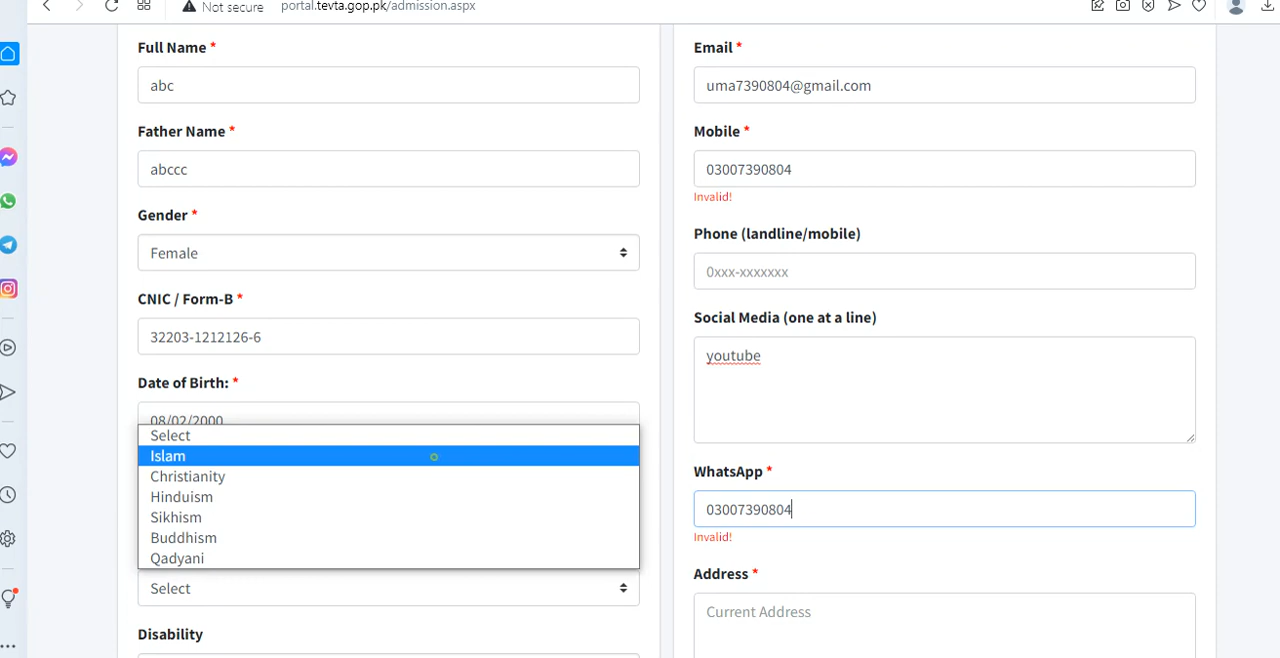 Not secure portal.tevta.gop.pk/admission.aspx
Full Name *
abc
Father Name *
abccc
Gender *
Female
CNIC / Form-B *
32203-1212126-6
Date of Birth: *
08/02/2000
Select
Islam
Christianity
Hinduism
Sikhism
Buddhism
Qadyani
Select
Disability
Email *
uma7390804@gmail.com
Mobile *
03007390804
Invalid!
Phone (landline/mobile)
0xxx-xxxxxxx
Social Media (one at a line)
youtube
WhatsApp *
03007390804
Invalid!
Address *
Current Address